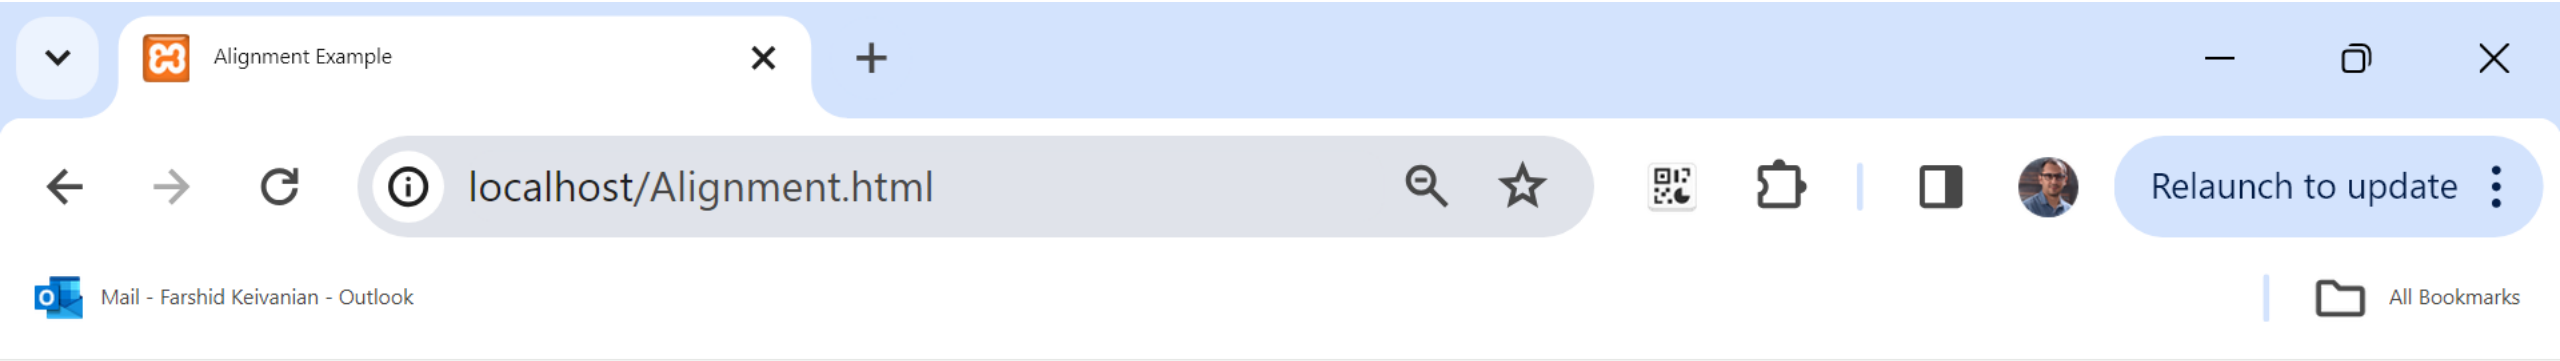 Alignment Example
localhost/Alignment.html
Relaunch to update
Mail - Farshid Keivanian - Outlook
All Bookmarks